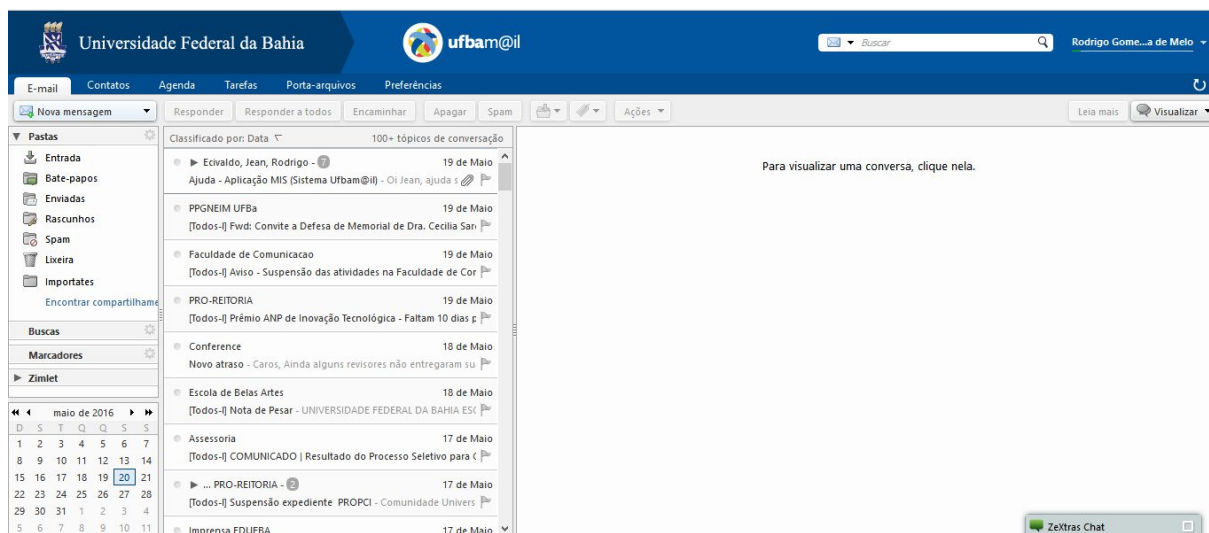 Universidade Federal da Bahia
ufbam@il
Buscar
Rodrigo Gome...a de Melo
E-mail Contatos Agenda Tarefas Porta-arquivos Preferências
Nova mensagem Responder Responder a todos Encaminhar Apagar Spam Ações Leia mais Visualizar
Pastas
Entrada
Bate-papos
Enviadas
Rascunhos
Spam
Lixeira
Importates
Encontrar compartilhame
Buscas
Marcadores
Zimlet
maio de 2016
D S T Q Q S S
1 2 3 4 5 6 7
8 9 10 11 12 13 14
15 16 17 18 19 20 21
22 23 24 25 26 27 28
29 30 31 1 2 3 4
5 6 7 8 9 10 11
Classificado por: Data 100+ tópicos de conversação
Ecivaldo, Jean, Rodrigo - 7 19 de Maio
Ajuda - Aplicação MIS (Sistema Ufbam@il) - Oi Jean, ajuda s
PPGNEIM UFBa 19 de Maio
[Todos-l] Fwd: Convite a Defesa de Memorial de Dra. Cecilia Sar
Faculdade de Comunicacao 19 de Maio
[Todos-l] Aviso - Suspensão das atividades na Faculdade de Cor
PRO-REITORIA 19 de Maio
[Todos-l] Prêmio ANP de Inovação Tecnológica - Faltam 10 dias p
Conference 18 de Maio
Novo atraso - Caros, Ainda alguns revisores não entregaram su
Escola de Belas Artes 18 de Maio
[Todos-l] Nota de Pesar - UNIVERSIDADE FEDERAL DA BAHIA ESC
Assessoria 17 de Maio
[Todos-l] COMUNICADO | Resultado do Processo Seletivo para
... PRO-REITORIA - 2 17 de Maio
[Todos-l] Suspensão expediente PROPCI - Comunidade Univers
Imprensa EDUFBA 17 de Maio
Para visualizar uma conversa, clique nela.
ZeXtras Chat